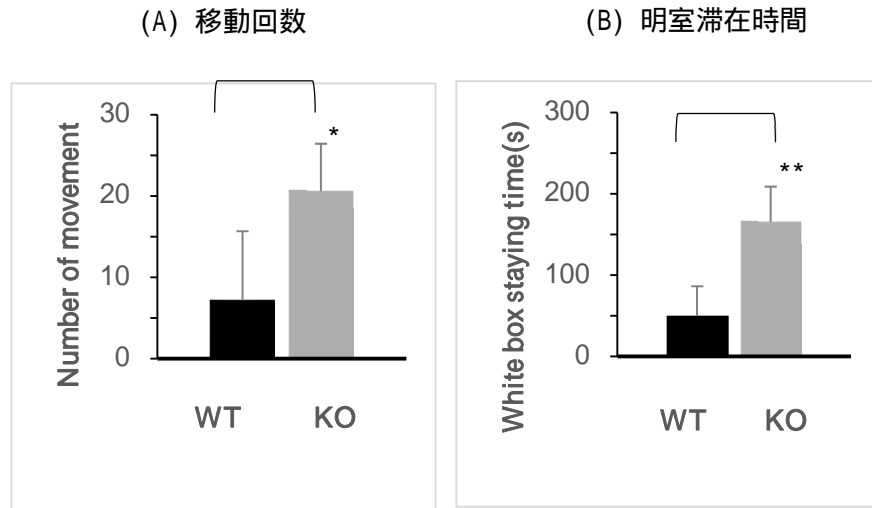 (A) 移動回数
Number of movement
30
20
10
0
*
WT KO
(B) 明室滞在時間
White box staying time(s)
300
200
100
0
**
WT KO